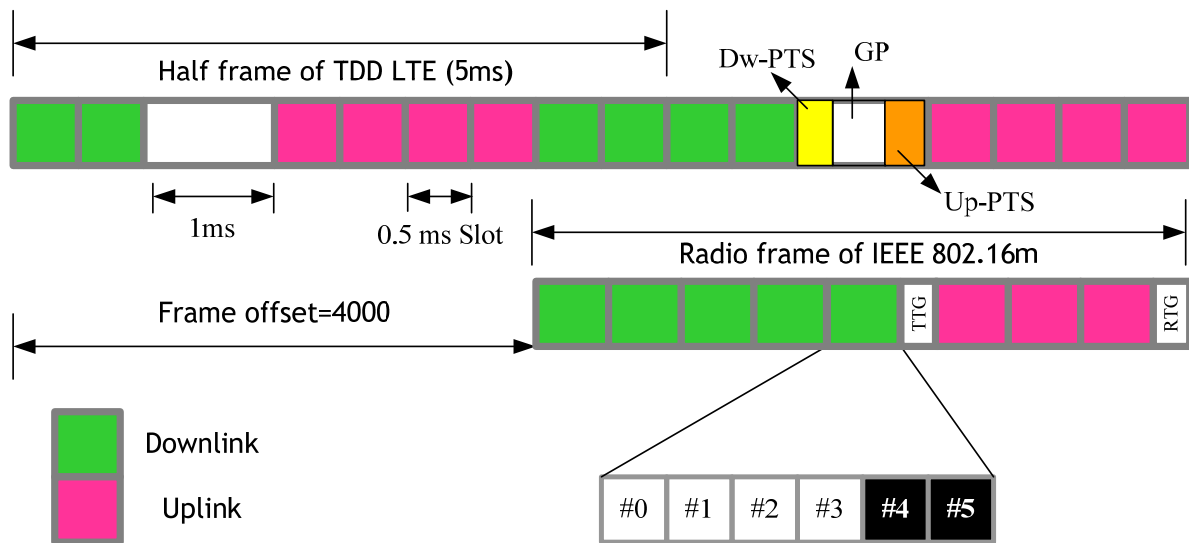 Half frame of TDD LTE (5ms)
Dw-PTS
GP
Up-PTS
1ms
0.5 ms Slot
Radio frame of IEEE 802.16m
Frame offset=4000
TTG
RTG
Downlink
Uplink
#0 #1 #2 #3 #4 #5